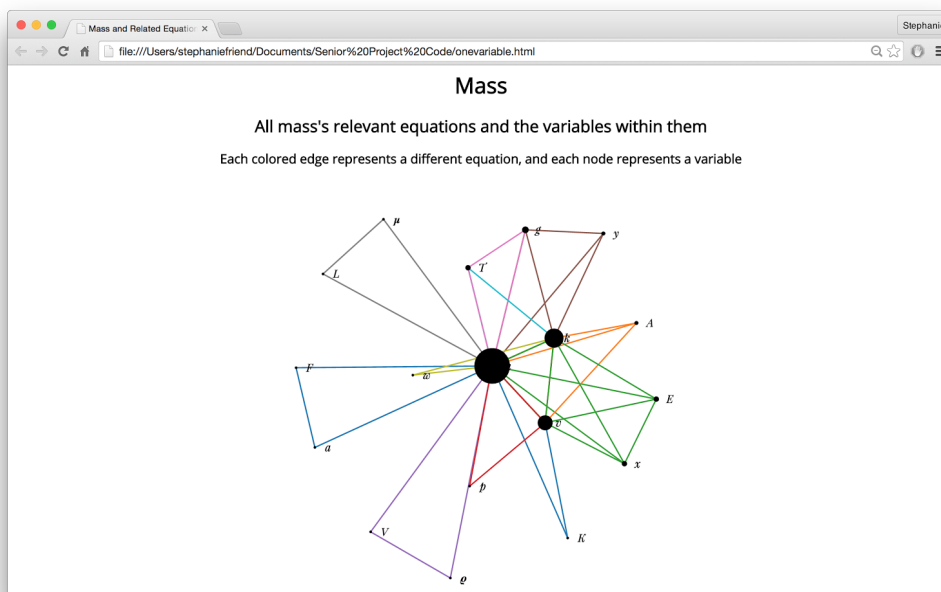 Mass and Related Equation
Stephanie
file:///Users/stephaniefriend/Documents/Senior%20Project%20Code/onevariable.html
Mass
All mass's relevant equations and the variables within them
Each colored edge represents a different equation, and each node represents a variable
μ
g
y
T
L
A
k
F
w
E
v
a
x
p
V
K
ϱ